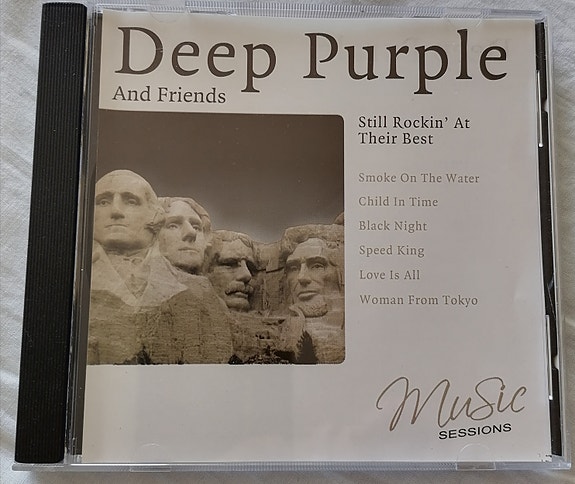 Deep Purple
And Friends
Still Rockin' At
Their Best
Smoke On The Water
Child In Time
Black Night
Speed King
Love Is All
Woman From Tokyo
Music
SESSIONS